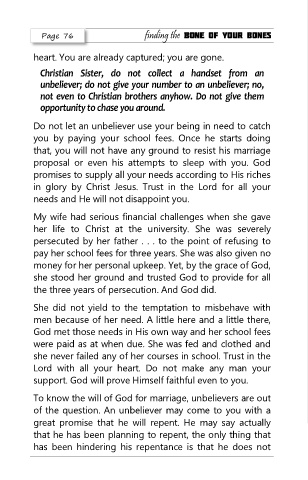 Page 76
finding the BONE OF YOUR BONES
heart. You are already captured; you are gone.
Christian Sister, do not collect a handset from an
unbeliever; do not give your number to an unbeliever; no,
not even to Christian brothers anyhow. Do not give them
opportunity to chase you around.
Do not let an unbeliever use your being in need to catch
you by paying your school fees. Once he starts doing
that, you will not have any ground to resist his marriage
proposal or even his attempts to sleep with you. God
promises to supply all your needs according to His riches
in glory by Christ Jesus. Trust in the Lord for all your
needs and He will not disappoint you.
My wife had serious financial challenges when she gave
her life to Christ at the university. She was severely
persecuted by her father . . . to the point of refusing to
pay her school fees for three years. She was also given no
money for her personal upkeep. Yet, by the grace of God,
she stood her ground and trusted God to provide for all
the three years of persecution. And God did.
She did not yield to the temptation to misbehave with
men because of her need. A little here and a little there,
God met those needs in His own way and her school fees
were paid as at when due. She was fed and clothed and
she never failed any of her courses in school. Trust in the
Lord with all your heart. Do not make any man your
support. God will prove Himself faithful even to you.
To know the will of God for marriage, unbelievers are out
of the question. An unbeliever may come to you with a
great promise that he will repent. He may say actually
that he has been planning to repent, the only thing that
has been hindering his repentance is that he does not